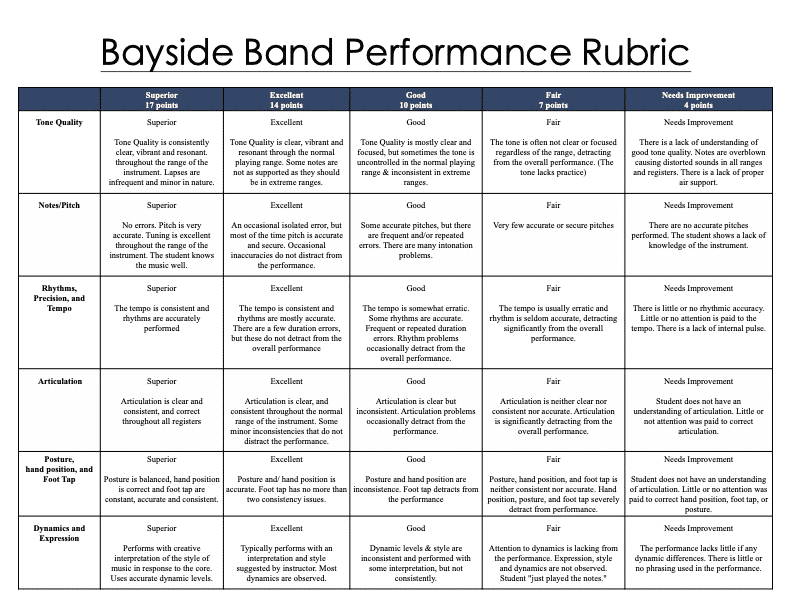 Bayside Band Performance Rubric
Superior
17 points
Excellent
14 points
Good
10 points
Fair
7 points
Needs Improvement
4 points
Tone Quality
Superior
Tone Quality is consistently
clear, vibrant and resonant.
throughout the range of the
instrument. Lapses are
infrequent and minor in nature.
Excellent
Tone Quality is clear, vibrant and
resonant through the normal
playing range. Some notes are
not as supported as they should
be in extreme ranges.
Good
Tone Quality is mostly clear and
focused, but sometimes the tone is
uncontrolled in the normal playing
range & inconsistent in extreme
ranges.
Fair
The tone is often not clear or focused
regardless of the range, detracting
from the overall performance. (The
tone lacks practice)
Needs Improvement
There is a lack of understanding of
good tone quality. Notes are overblown
causing distorted sounds in all ranges
and registers. There is a lack of proper
air support.
Notes/Pitch
Superior
No errors. Pitch is very
accurate. Tuning is excellent
throughout the range of the
instrument. The student knows
the music well.
Excellent
An occasional isolated error, but
most of the time pitch is accurate
and secure. Occasional
inaccuracies do not distract from
the performance.
Good
Some accurate pitches, but there
are frequent and/or repeated
errors. There are many intonation
problems.
Fair
Very few accurate or secure pitches
Needs Improvement
There are no accurate pitches
performed. The student shows a lack of
knowledge of the instrument.
Rhythms,
Precision, and
Tempo
Superior
The tempo is consistent and
rhythms are accurately
performed
Excellent
The tempo is consistent and
rhythms are mostly accurate.
There are a few duration errors,
but these do not detract from the
overall performance
Good
The tempo is somewhat erratic.
Some rhythms are accurate.
Frequent or repeated duration
errors. Rhythm problems
occasionally detract from the
overall performance.
Fair
The tempo is usually erratic and
rhythm is seldom accurate, detracting
significantly from the overall
performance.
Needs Improvement
There is little or no rhythmic accuracy.
Little or no attention is paid to the
tempo. There is a lack of internal pulse.
Articulation
Superior
Articulation is clear and
consistent, and correct
throughout all registers
Excellent
Articulation is clear, and
consistent throughout the normal
range of the instrument. Some
minor inconsistencies that do not
distract the performance.
Good
Articulation is clear but
inconsistent. Articulation problems
occasionally detract from the
performance.
Fair
Articulation is neither clear nor
consistent nor accurate. Articulation
is significantly detracting from the
overall performance.
Needs Improvement
Student does not have an
understanding of articulation. Little or
not attention was paid to correct
articulation.
Posture,
hand position, and
Foot Tap
Superior
Posture is balanced, hand position
is correct and foot tap are
constant, accurate and consistent.
Excellent
Posture and/ hand position is
accurate. Foot tap has no more than
two consistency issues.
Good
Posture and hand position are
inconsistence. Foot tap detracts from
the performance
Fair
Posture, hand position, and foot tap is
neither consistent nor accurate. Hand
position, posture, and foot tap severely
detract from performance.
Needs Improvement
Student does not have an understanding
of articulation. Little or no attention was
paid to correct hand position, foot tap, or
posture.
Dynamics and
Expression
Superior
Performs with creative
interpretation of the style of
music in response to the core.
Uses accurate dynamic levels.
Excellent
Typically performs with an
interpretation and style
suggested by instructor. Most
dynamics are observed.
Good
Dynamic levels & style are
inconsistent and performed with
some interpretation, but not
consistently.
Fair
Attention to dynamics is lacking from
the performance. Expression, style
and dynamics are not observed.
Student "just played the notes."
Needs Improvement
The performance lacks little if any
dynamic differences. There is little or
no phrasing used in the performance.